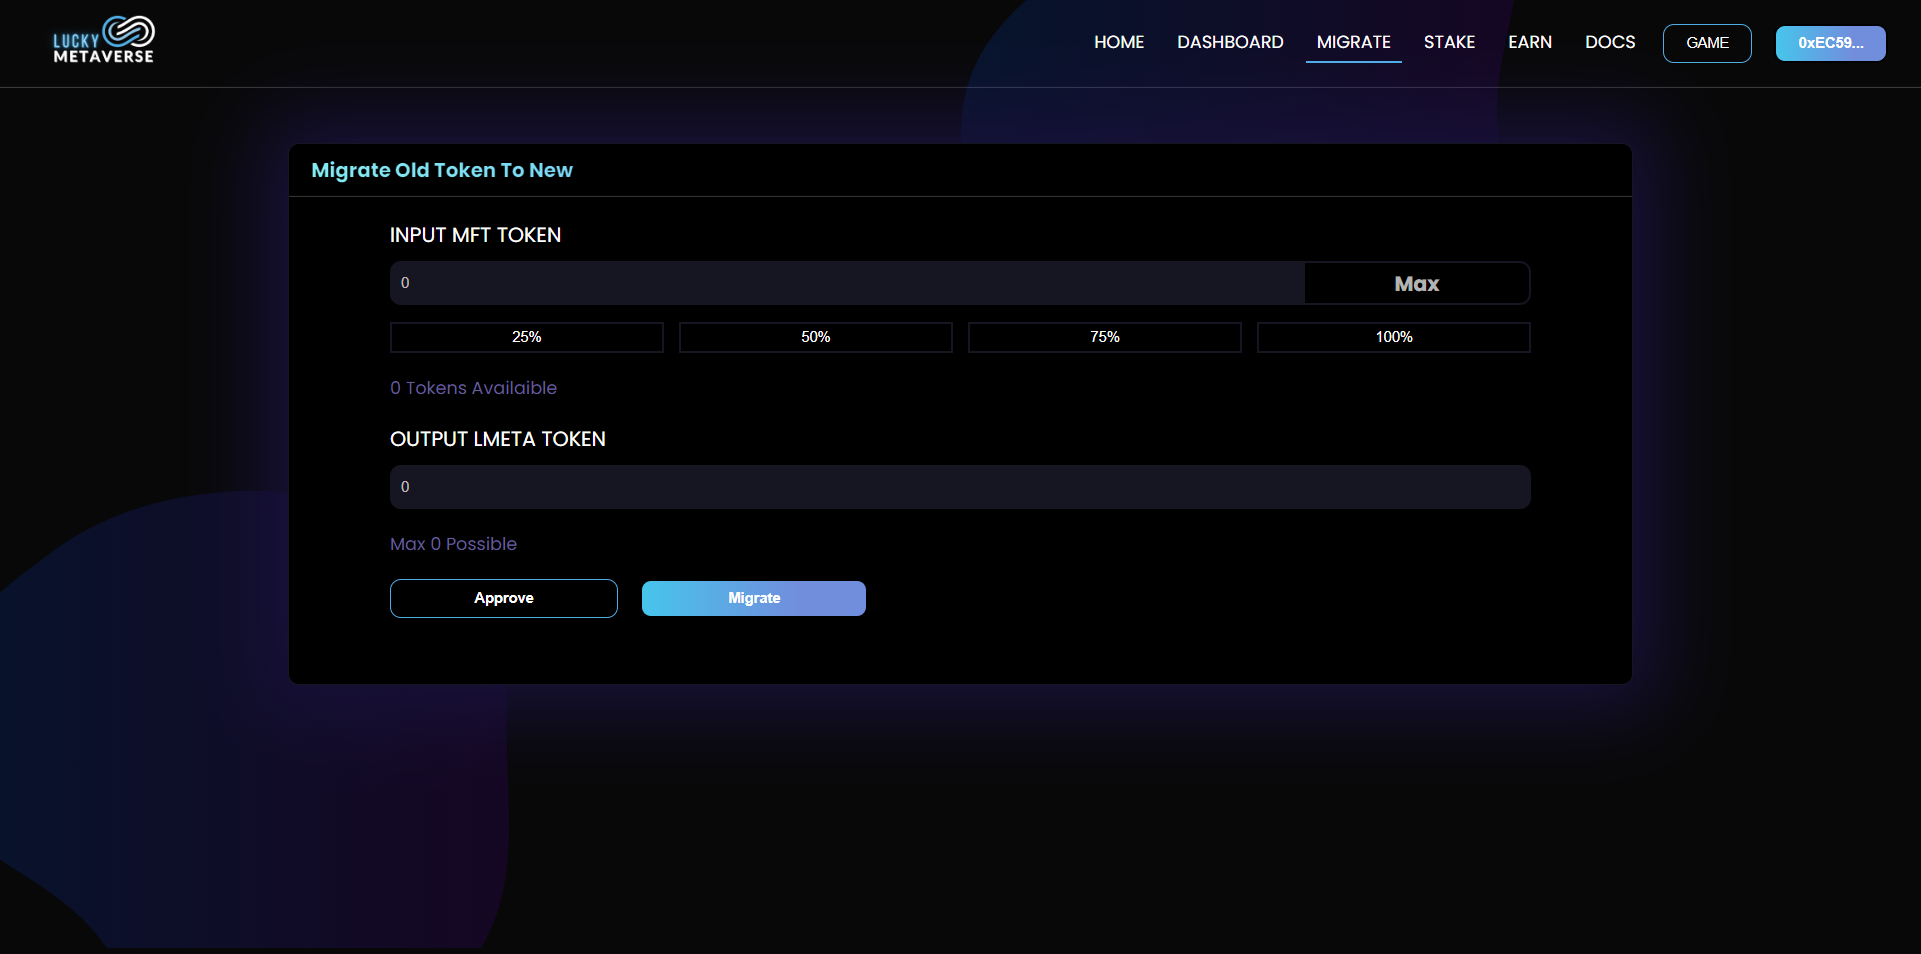 LUCKY
METAVERSE
HOME DASHBOARD MIGRATE STAKE EARN DOCS GAME 0xEC59...
Migrate Old Token To New
INPUT MFT TOKEN
0 Max
25% 50% 75% 100%
0 Tokens Availaible
OUTPUT LMETA TOKEN
0
Max 0 Possible
Approve Migrate